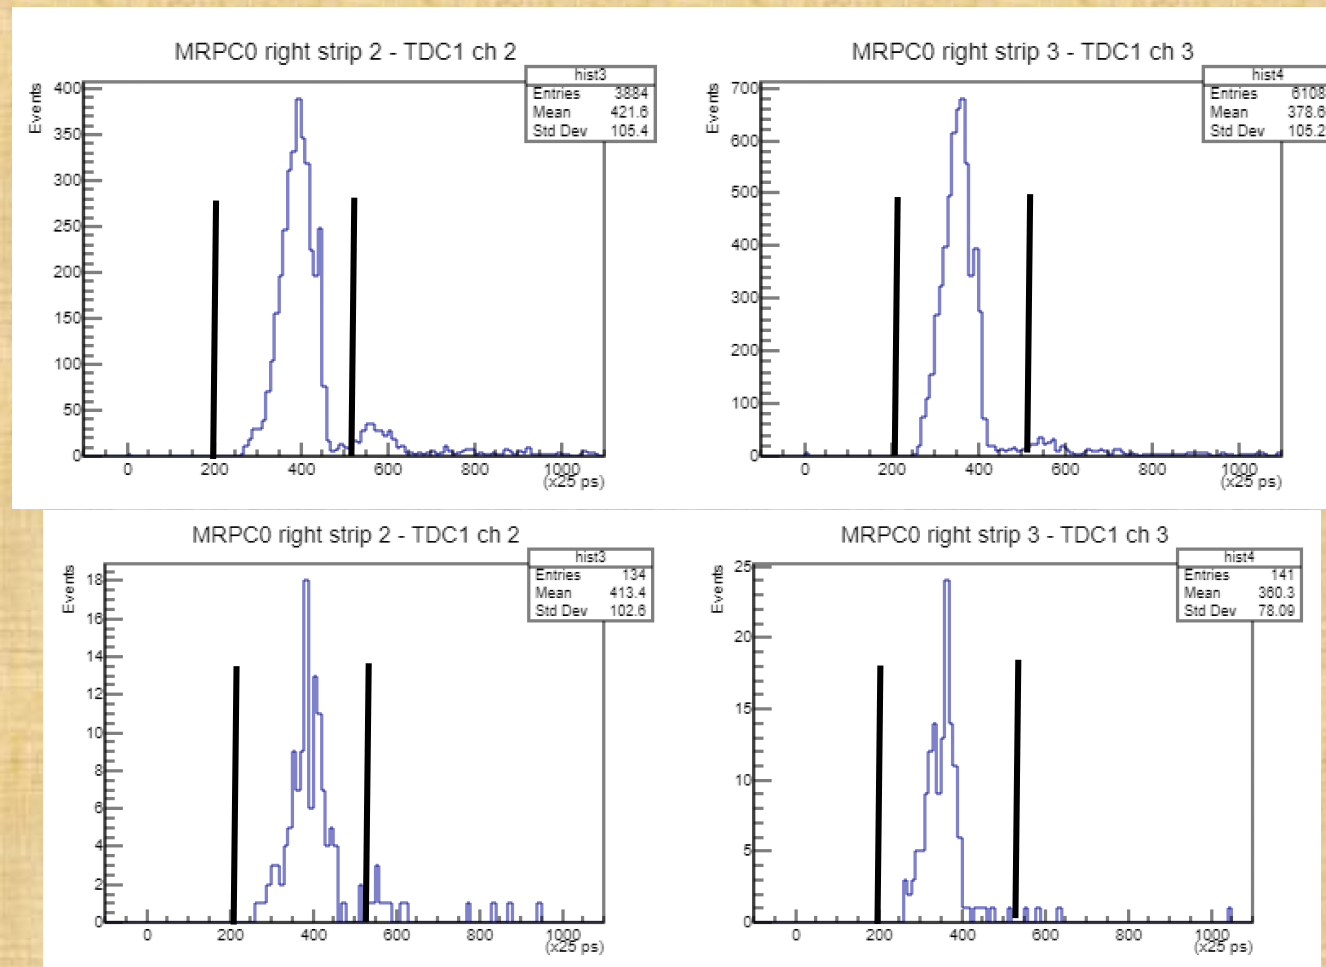 MRPC0 right strip 2 - TDC1 ch 2
hist3
Entries 3884
Mean 421.6
Std Dev 105.4
Events
400
350
300
250
200
150
100
50
0
0 200 400 600 800 1000
(x25 ps)
MRPC0 right strip 3 - TDC1 ch 3
hist4
Entries 6108
Mean 378.6
Std Dev 105.2
Events
700
600
500
400
300
200
100
0
0 200 400 600 800 1000
(x25 ps)
MRPC0 right strip 2 - TDC1 ch 2
hist3
Entries 134
Mean 413.4
Std Dev 102.6
Events
18
16
14
12
10
8
6
4
2
0
0 200 400 600 800 1000
(x25 ps)
MRPC0 right strip 3 - TDC1 ch 3
hist4
Entries 141
Mean 360.3
Std Dev 78.09
Events
25
20
15
10
5
0
0 200 400 600 800 1000
(x25 ps)